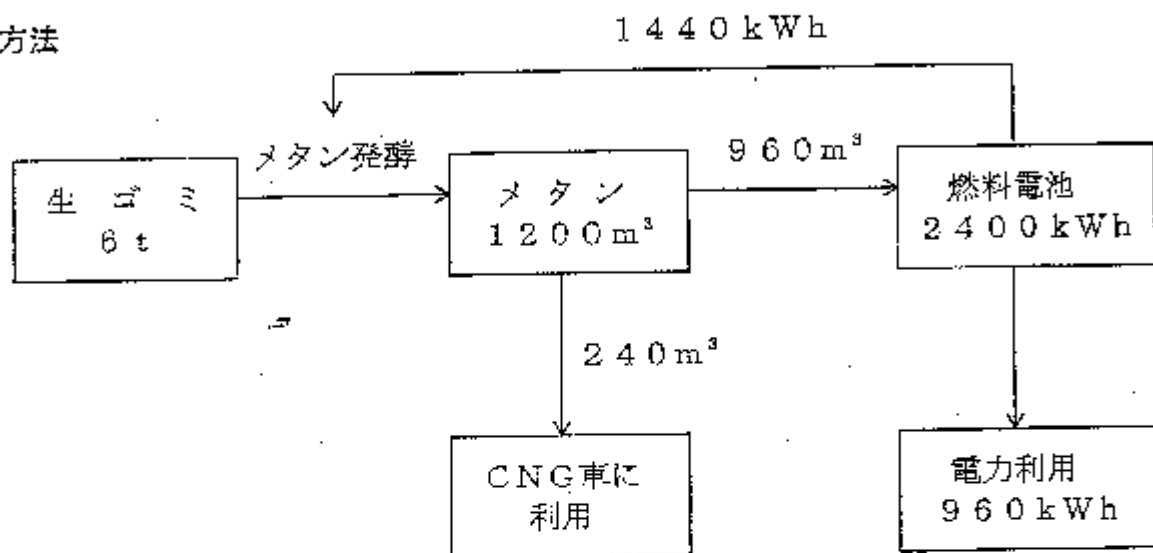 方法
1440kWh
メタン発酵
960m³
生ゴミ
6t
メタン
1200m³
燃料電池
2400kWh
240m³
CNG車に
利用
電力利用
960kWh